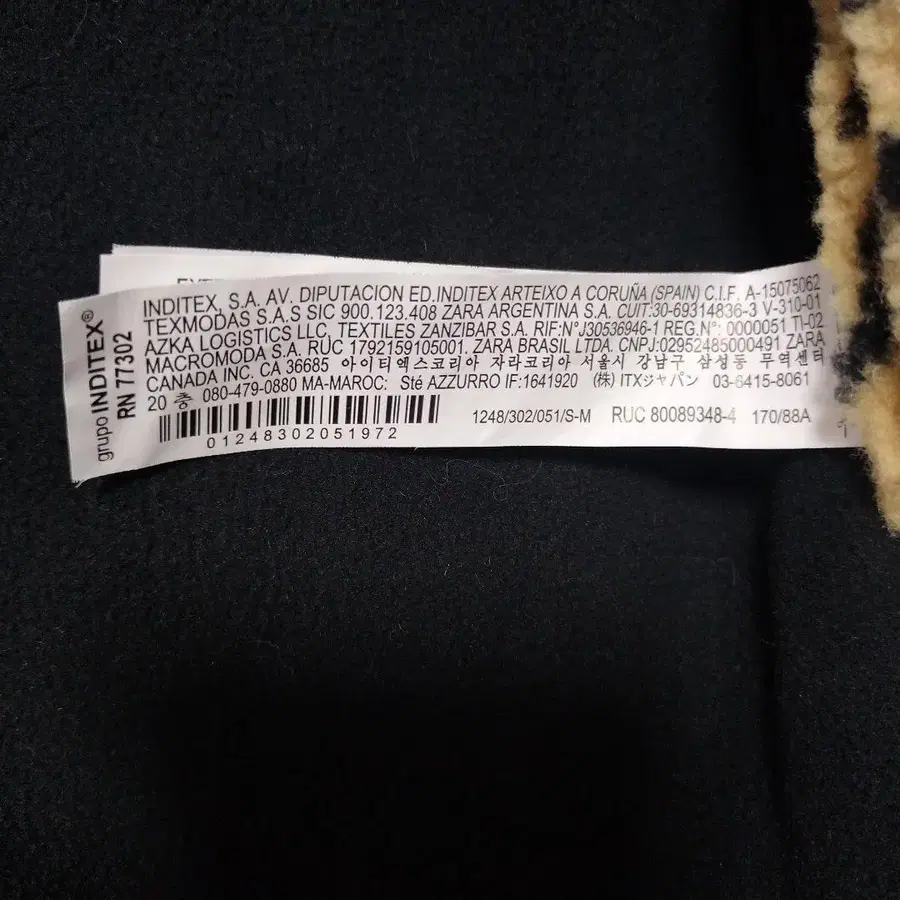 grupo INDITEX®
RN 77302
INDITEX, S.A. AV. DIPUTACION ED.INDITEX ARTEIXO A CORUÑA (SPAIN) C.I.F. A-15075062
TEXMODAS S.A.S SIC 900.123.408 ZARA ARGENTINA S.A. CUIT:30-69314836-3 V-310-01
AZKA LOGISTICS LLC, TEXTILES ZANZIBAR S.A. RIF:N°J30536946-1 REG.N°: 0000051 TI-02
MACROMODA S.A. RUC 1792159105001, ZARA BRASIL LTDA. CNPJ:02952485000491 ZARA
CANADA INC. CA 36685 아이티엑스코리아 자라코리아 서울시 강남구 삼성동 무역센터
20 층 080-479-0880 MA-MAROC: Sté AZZURRO IF:1641920 (株) ITXジャパン 03-6415-8061
1248/302/051/S-M RUC 80089348-4 170/88A
01248302051972